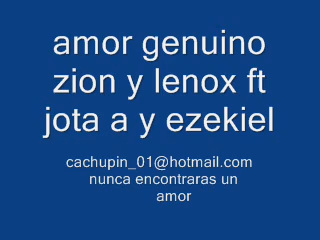 amor genuino
zion y lenox ft
jota a y ezekiel
cachupin_01@hotmail.com
nunca encontraras un
amor